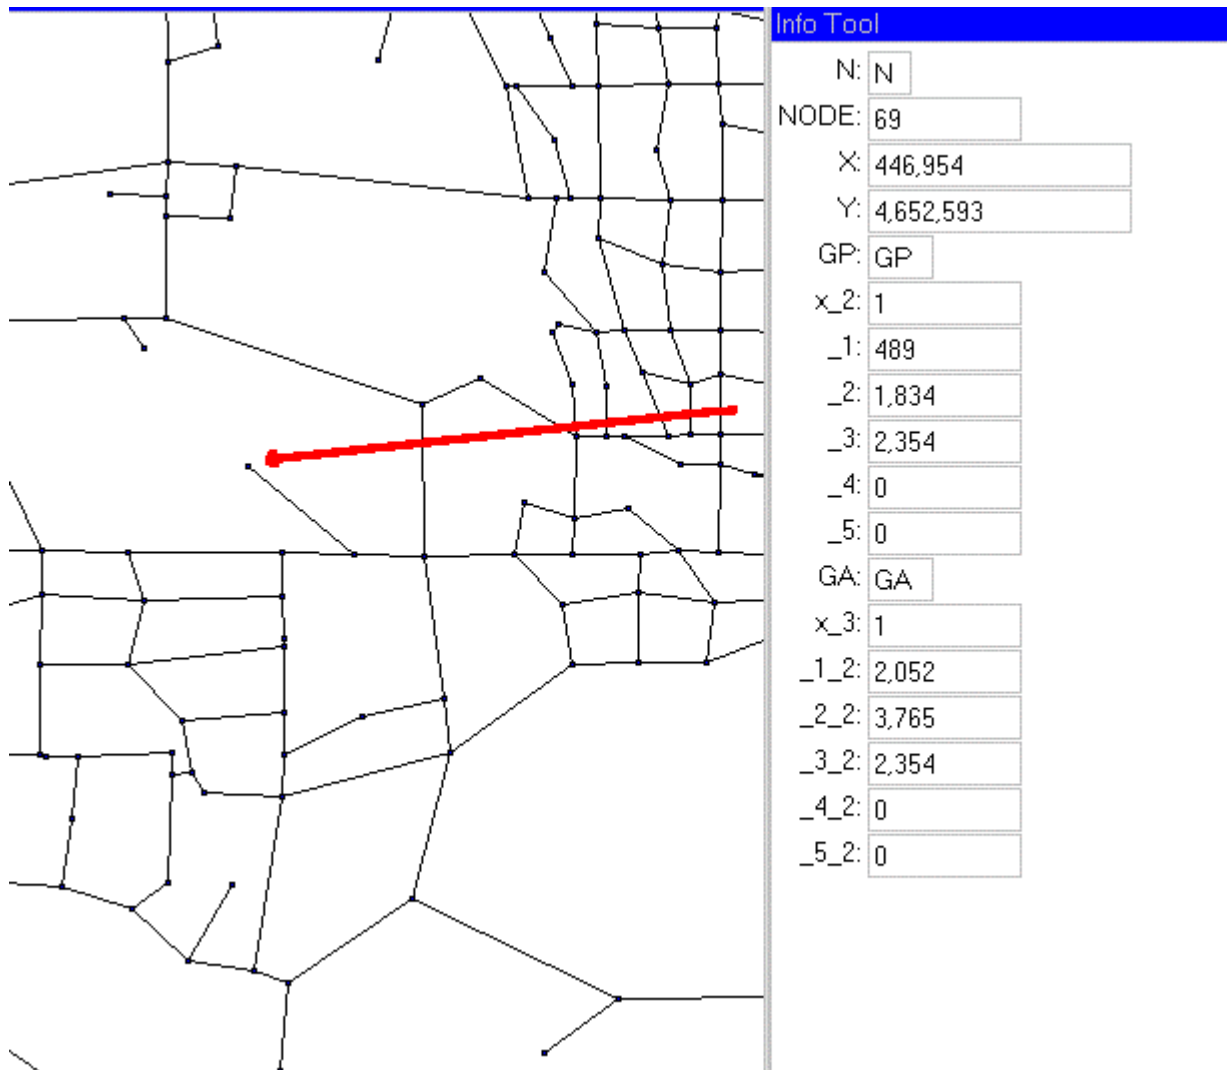 Info Tool
N: N
NODE: 69
X: 446,954
Y: 4,652,593
GP: GP
x_2: 1
_1: 489
_2: 1,834
_3: 2,354
_4: 0
_5: 0
GA: GA
x_3: 1
_1_2: 2,052
_2_2: 3,765
_3_2: 2,354
_4_2: 0
_5_2: 0